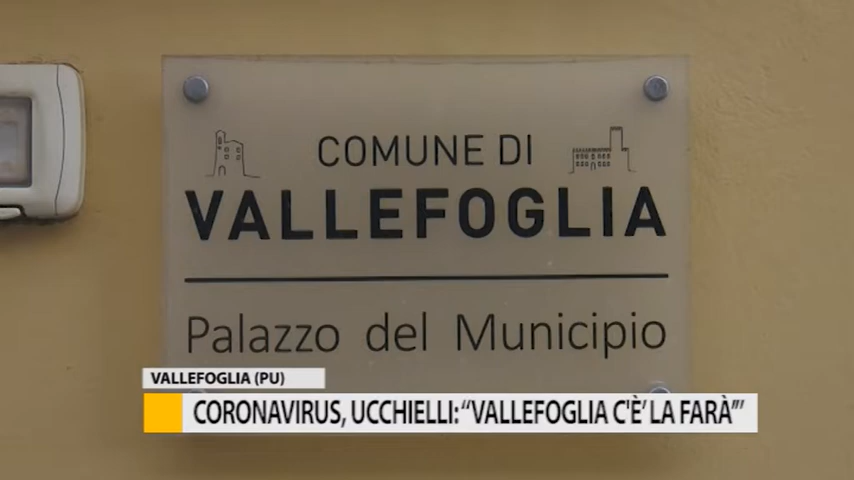 COMUNE DI
VALLEFOGLIA
Palazzo del Municipio
VALLEFOGLIA (PU)
CORONAVIRUS, UCCHIELLI: “VALLEFOGLIA C'E’ LA FARÀ”’